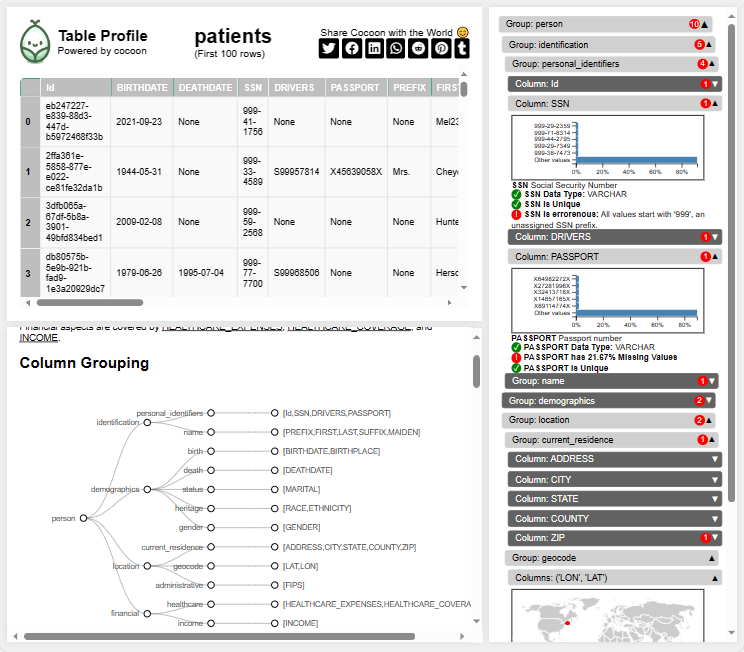 Table Profile
Powered by cocoon
patients
(First 100 rows)
Share Cocoon with the World 😊
Id BIRTHDATE DEATHDATE SSN DRIVERS PASSPORT PREFIX FIRST
0 eb247227-e839-88d3-447d-b5972468f33b 2021-09-23 None 999-41-1756 None None None Mel23
1 2ffa361e-5858-877e-e022-ce81fe32da1b 1944-05-31 None 999-33-4589 S99957814 X45639058X Mrs. Chey
2 3dfb065a-67df-5b8a-3901-49bfd834bed1 2009-02-08 None 999-59-2568 None None None Hunte
3 db80575b-5e9b-921b-fad9-1e3a20929dc7 1979-06-26 1995-07-04 999-77-7700 S99968506 None None Hersc
Financial aspects are covered by HEALTHCARE_EXPENSES, HEALTHCARE_COVERAGE, and
INCOME.
Column Grouping
personal_identifiers [Id,SSN,DRIVERS,PASSPORT]
identification
name [PREFIX,FIRST,LAST,SUFFIX,MAIDEN]
birth [BIRTHDATE,BIRTHPLACE]
death [DEATHDATE]
demographics status [MARITAL]
heritage [RACE,ETHNICITY]
person
gender [GENDER]
current_residence [ADDRESS,CITY,STATE,COUNTY,ZIP]
location geocode [LAT,LON]
administrative [FIPS]
healthcare [HEALTHCARE_EXPENSES,HEALTHCARE_COVERA
financial
income [INCOME]
Group: person 10
Group: identification 5
Group: personal_identifiers 4
Column: Id 1
Column: SSN 1
999-29-2359
999-71-8314
999-44-2795
999-29-7349
999-38-7473
Other values
0% 20% 40% 60% 80%
SSN Social Security Number
SSN Data Type: VARCHAR
SSN is Unique
SSN is errorenous: All values start with '999', an
unassigned SSN prefix.
Column: DRIVERS 1
Column: PASSPORT 1
X64982272X
X27281996X
X32413718X
X14857165X
X69114474X
Other values
0% 20% 40% 60% 80%
PASSPORT Passport number
PASSPORT Data Type: VARCHAR
PASSPORT has 21.67% Missing Values
PASSPORT is Unique
Group: name 1
Group: demographics 2
Group: location 2
Group: current_residence 1
Column: ADDRESS
Column: CITY
Column: STATE
Column: COUNTY
Column: ZIP 1
Group: geocode
Columns: ('LON', 'LAT')